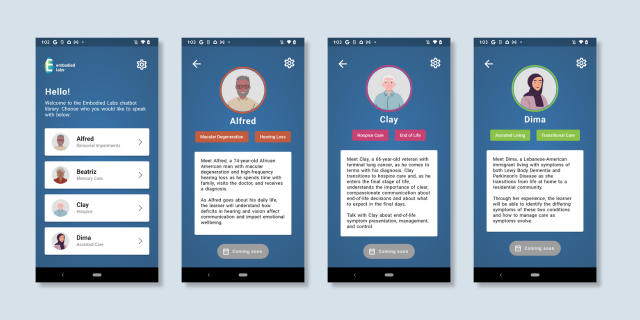 1:03
embodied
labs
Hello!
Welcome to the Embodied Labs chatbot
library. Choose who you would like to speak
with below.
Alfred
Sensorial Impairments
Beatriz
Memory Care
Clay
Hospice
Dima
Assisted Care
1:03
Alfred
Macular Degeneration
Hearing Loss
Meet Alfred, a 74-year-old African
American man with macular
degeneration and high-frequency
hearing loss as he spends time with
family, visits the doctor, and receives
a diagnosis.
As Alfred goes about his daily life,
the learner will understand how
deficits in hearing and vision affect
communication and impact emotional
wellbeing.
Coming soon
1:03
Clay
Hospice Care
End of Life
Meet Clay, a 66-year-old veteran with
terminal lung cancer, as he comes to
terms with his diagnosis. Clay
transitions to hospice care and, as he
enters the final stage of life,
understands the importance of clear,
compassionate communication about
end-of-life decisions and about what
to expect in the final days.
Talk with Clay about end-of-life
symptom presentation, management,
and control
Coming soon
1:03
Dima
Assisted Living
Transitional Care
Meet Dima, a Lebanese-American
immigrant living with symptoms of
both Lewy Body Dementia and
Parkinson's Disease as she
transitions from life at home to a
residential community.
Through her experience, the learner
will be able to identify the differing
symptoms of these two conditions
and how to manage care as
symptoms evolve.
Coming soon